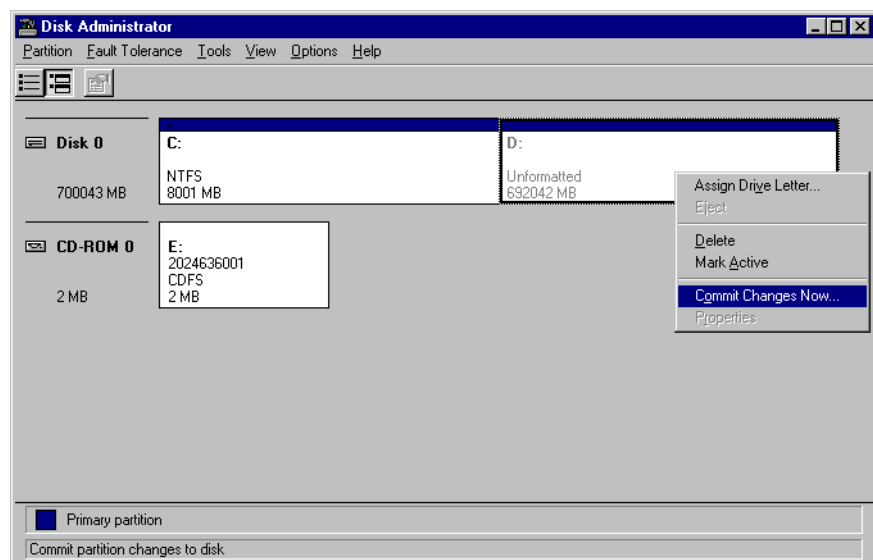 Disk Administrator
Partition Fault Tolerance Tools View Options Help
Disk 0
700043 MB
C:
NTFS
8001 MB
D:
Unformatted
692042 MB
Assign Drive Letter...
Eject
Delete
Mark Active
Commit Changes Now...
Properties
CD-ROM 0
2 MB
E:
2024636001
CDFS
2 MB
Primary partition
Commit partition changes to disk